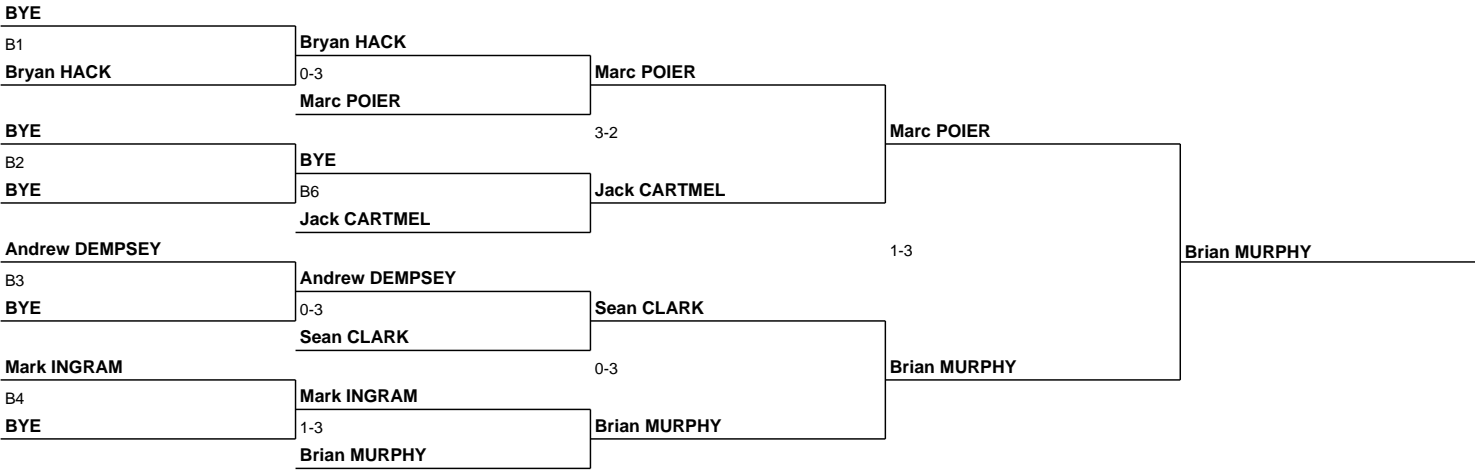 BYE
B1
Bryan HACK
Bryan HACK
0-3
Marc POIER
Marc POIER
BYE
3-2
Marc POIER
B2
BYE
BYE
B6
Jack CARTMEL
Jack CARTMEL
Andrew DEMPSEY
1-3
Brian MURPHY
B3
Andrew DEMPSEY
BYE
0-3
Sean CLARK
Sean CLARK
Mark INGRAM
0-3
Brian MURPHY
B4
Mark INGRAM
BYE
1-3
Brian MURPHY
Brian MURPHY